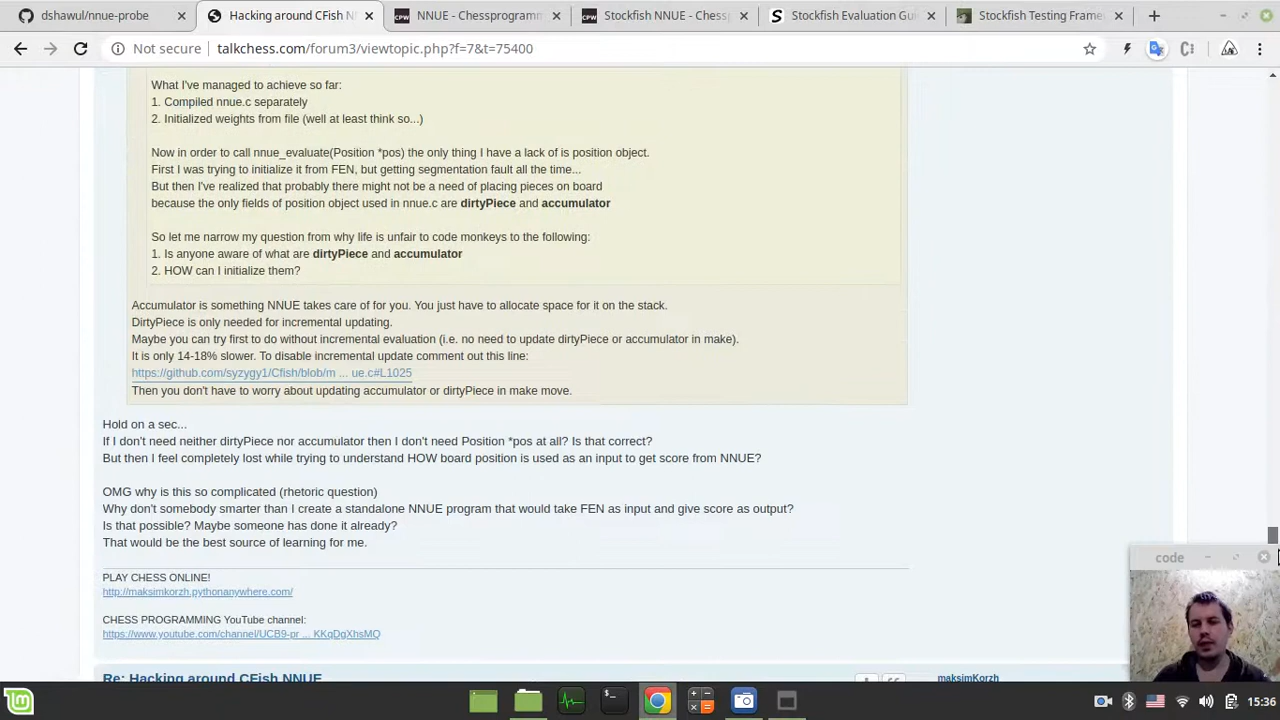 dshawul/nnue-probe
Hacking around CFish NN
NNUE - Chessprogramm
Stockfish NNUE - Chessp
Stockfish Evaluation Gui
Stockfish Testing Frame
Not secure
talkchess.com/forum3/viewtopic.php?f=7&t=75400
What I've managed to achieve so far:
1. Compiled nnue.c separately
2. Initialized weights from file (well at least think so...)
Now in order to call nnue_evaluate(Position *pos) the only thing I have a lack of is position object.
First I was trying to initialize it from FEN, but getting segmentation fault all the time...
But then I've realized that probably there might not be a need of placing pieces on board
because the only fields of position object used in nnue.c are dirtyPiece and accumulator
So let me narrow my question from why life is unfair to code monkeys to the following:
1. Is anyone aware of what are dirtyPiece and accumulator
2. HOW can I initialize them?
Accumulator is something NNUE takes care of for you. You just have to allocate space for it on the stack.
DirtyPiece is only needed for incremental updating.
Maybe you can try first to do without incremental evaluation (i.e. no need to update dirtyPiece or accumulator in make).
It is only 14-18% slower. To disable incremental update comment out this line:
https://github.com/syzygy1/Cfish/blob/m ... ue.c#L1025
Then you don't have to worry about updating accumulator or dirtyPiece in make move.
Hold on a sec...
If I don't need neither dirtyPiece nor accumulator then I don't need Position *pos at all? Is that correct?
But then I feel completely lost while trying to understand HOW board position is used as an input to get score from NNUE?
OMG why is this so complicated (rhetoric question)
Why don't somebody smarter than I create a standalone NNUE program that would take FEN as input and give score as output?
Is that possible? Maybe someone has done it already?
That would be the best source of learning for me.
PLAY CHESS ONLINE!
http://maksimkorzh.pythonanywhere.com/
CHESS PROGRAMMING YouTube channel:
https://www.youtube.com/channel/UCB9-pr ... KKqDgXhsMQ
Re: Hacking around CFish NNUE
maksimKorzh
code
15:36